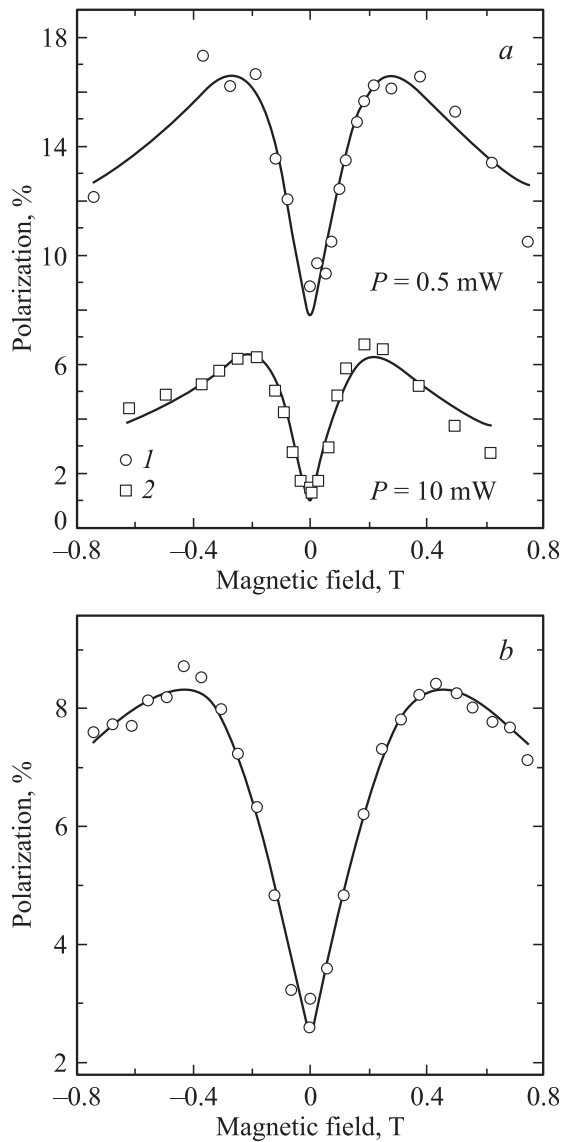 18
a
14
Polarization, %
10
P = 0.5 mW
6
1
2
2
P = 10 mW
0
–0.8 –0.4 0 0.4 0.8
Magnetic field, T
b
8
Polarization, %
6
4
2
–0.8 –0.4 0 0.4 0.8
Magnetic field, T